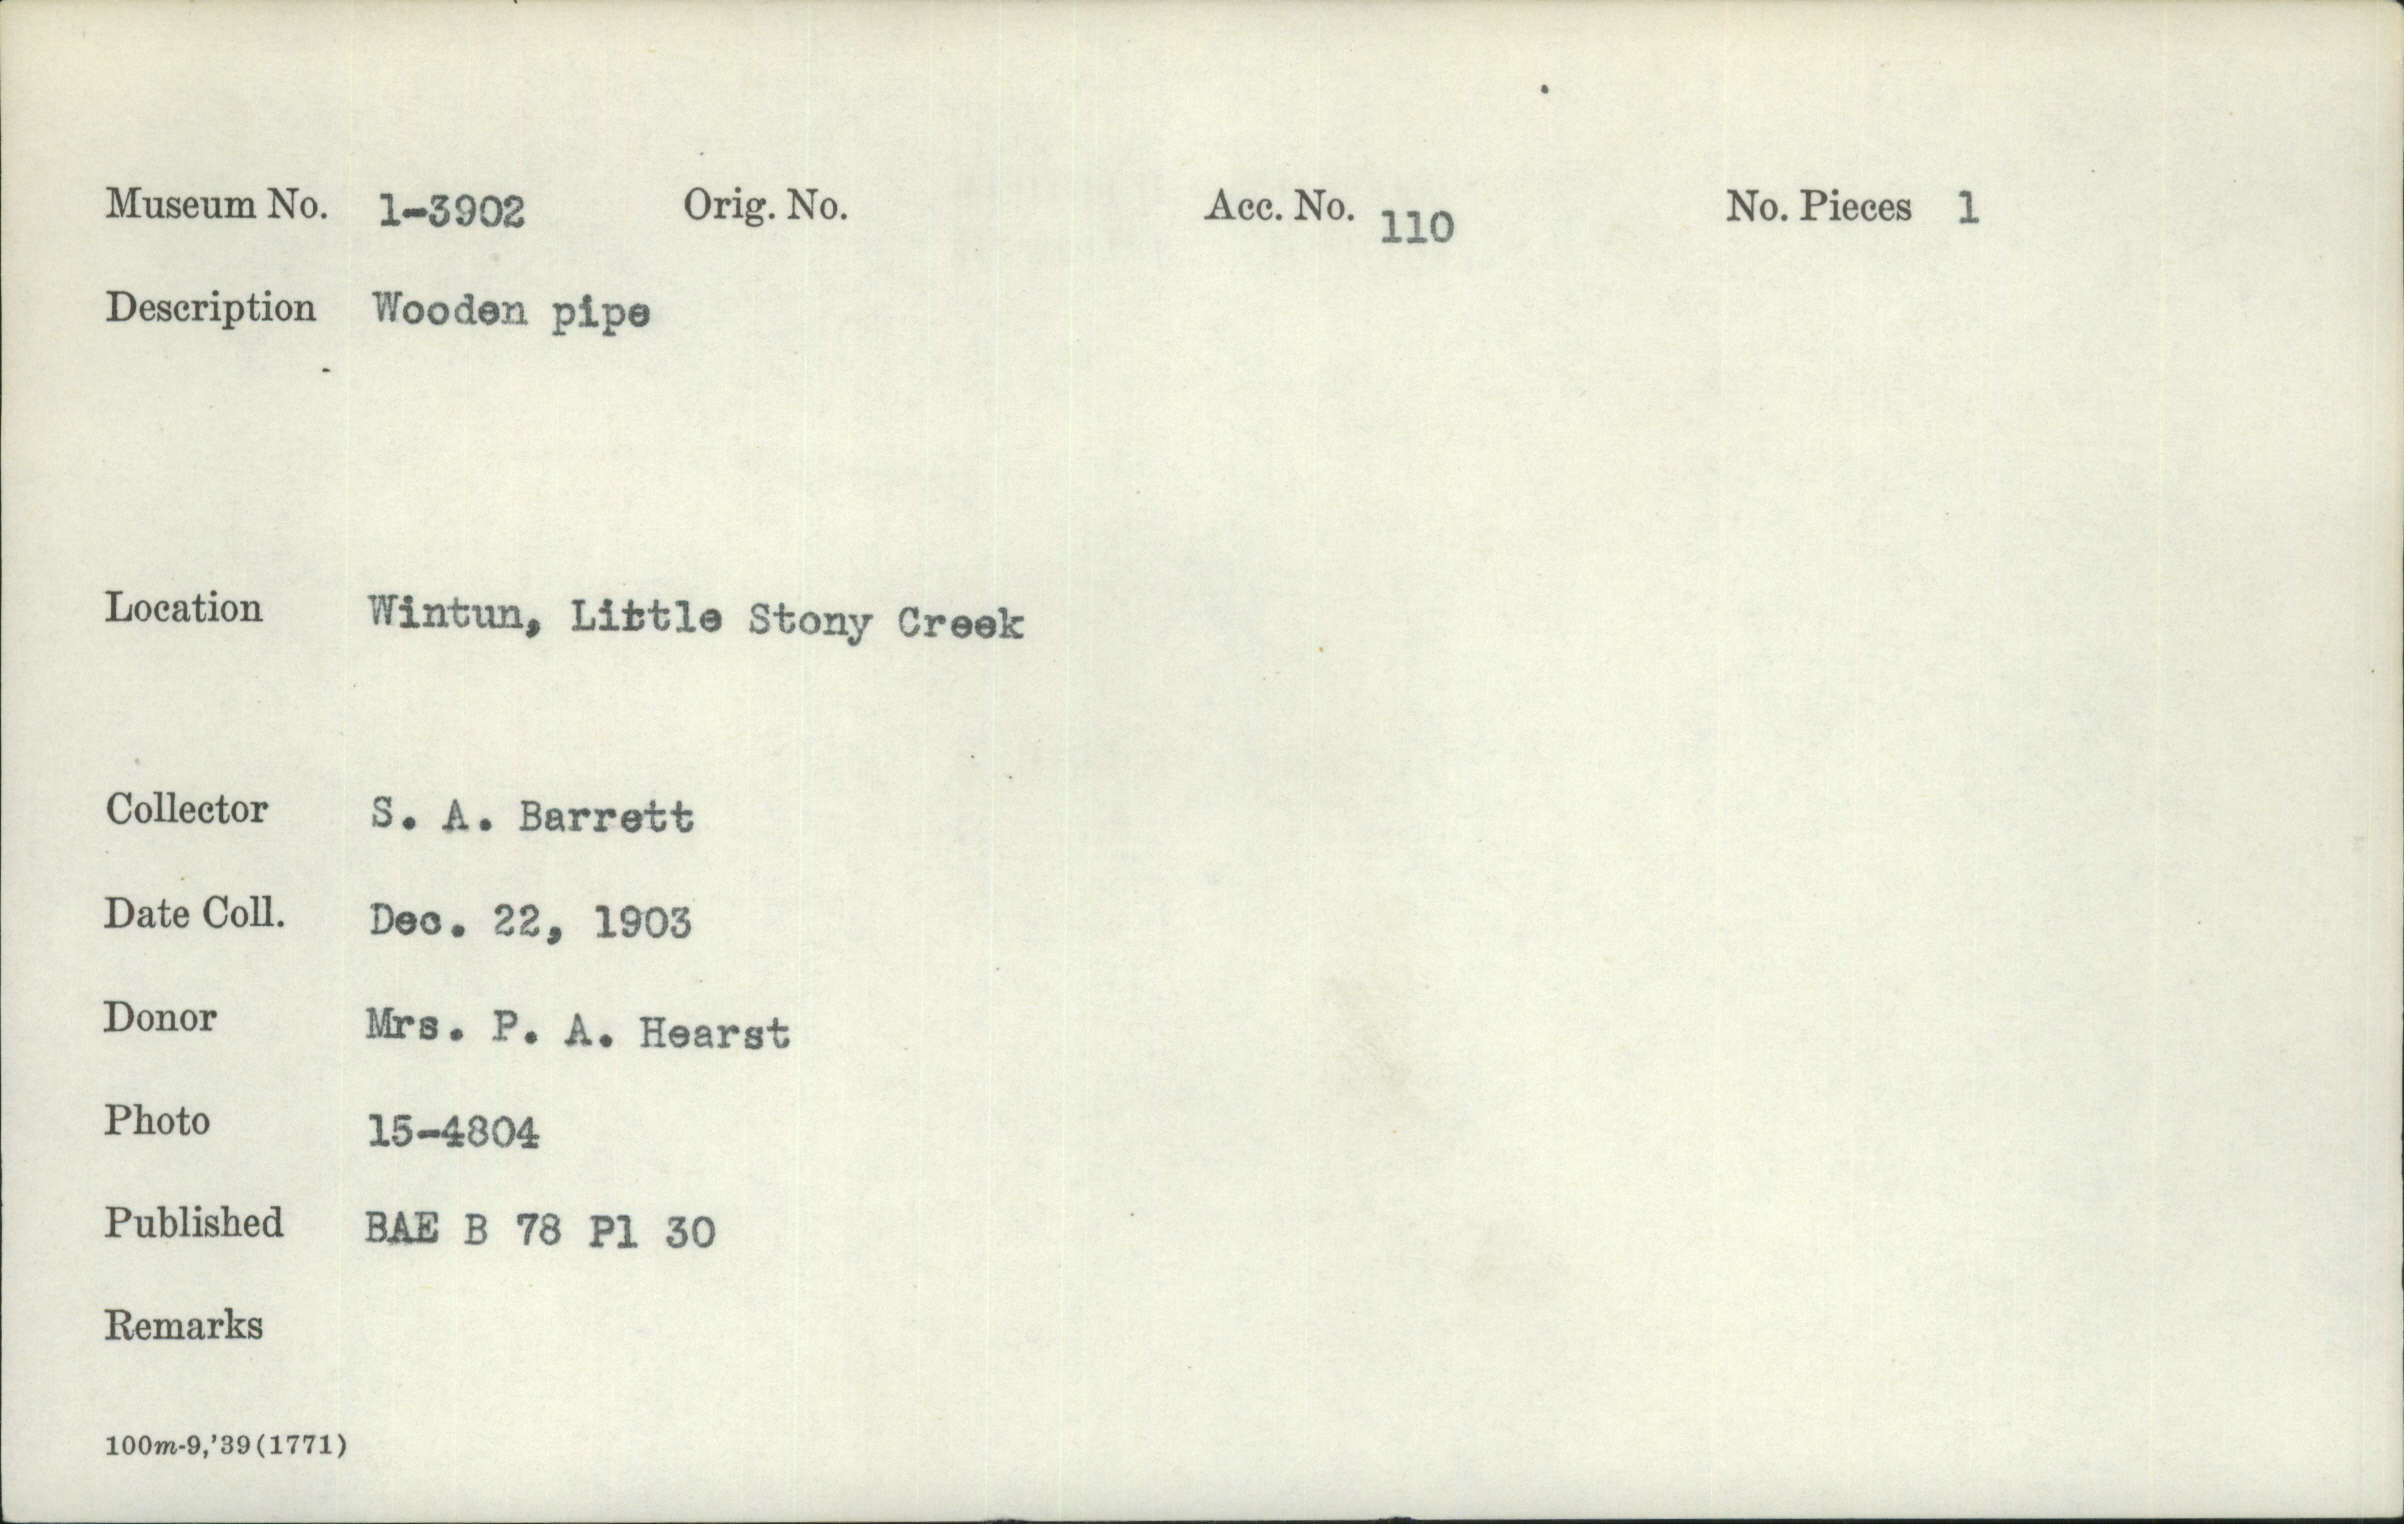 Museum No. 1-3902 Orig. No. Acc. No. 110 No. Pieces 1
Description Wooden pipe
Location Wintun, Little Stony Creek
Collector S. A. Barrett
Date Coll. Dec. 22, 1903
Donor Mrs. P. A. Hearst
Photo 15-4804
Published BAE B 78 Pl 30
Remarks
100m-9,'39(1771)